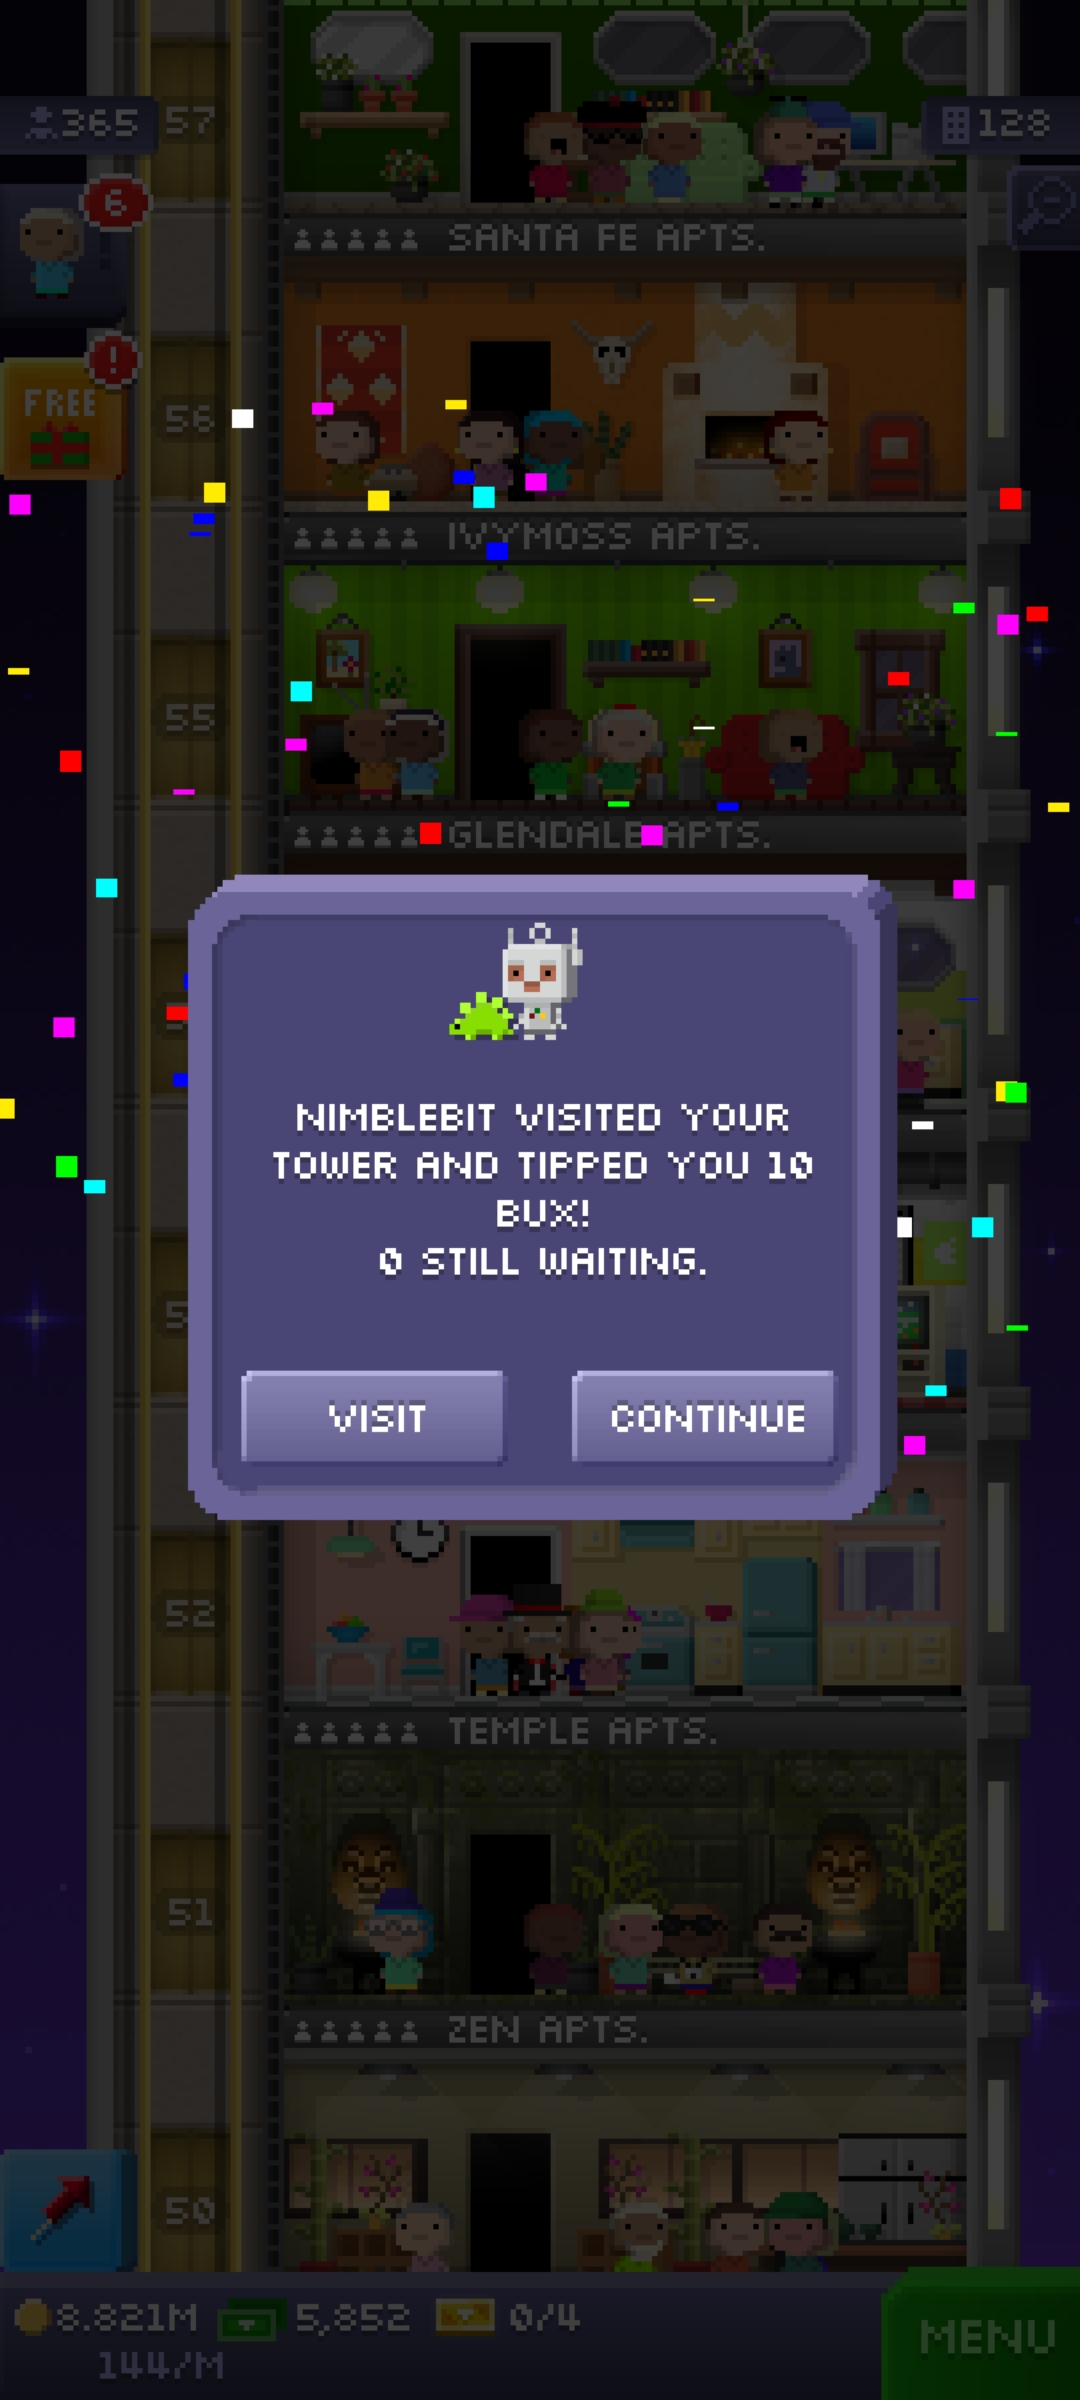 365
57
128
6
SANTA FE APTS.
!
FREE
56
IVYMOSS APTS.
55
GLENDALE APTS.
NIMBLEBIT VISITED YOUR
TOWER AND TIPPED YOU 10
BUX!
0 STILL WAITING.
VISIT
CONTINUE
52
TEMPLE APTS.
51
ZEN APTS.
50
8.821M
5,852
0/4
MENU
144/M